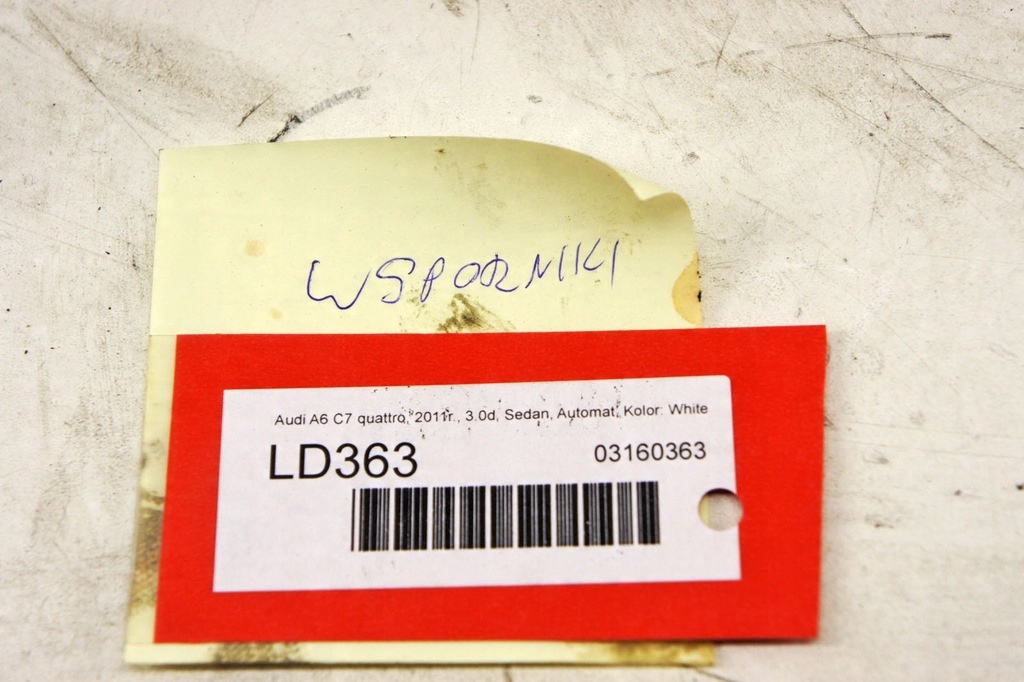 WSPORNIKI
Audi A6 C7 quattro, 2011r., 3.0d, Sedan, Automat, Kolor: White
LD363 03160363